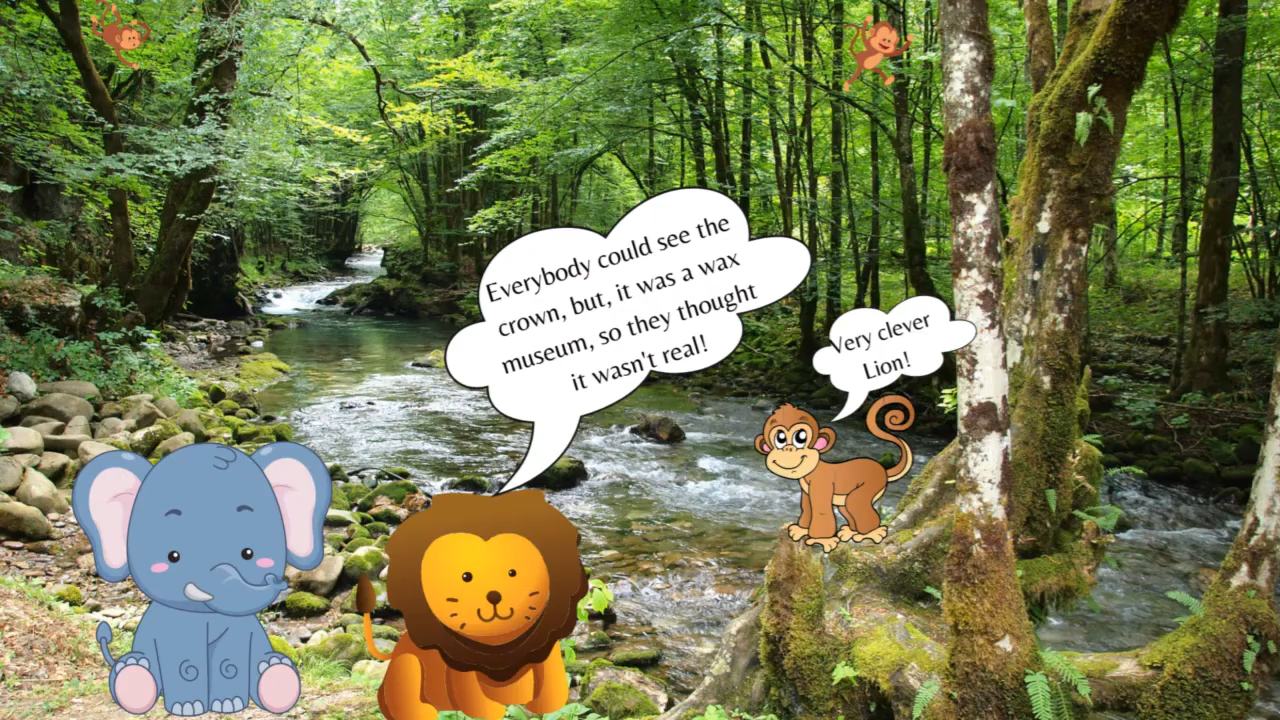 Everybody could see the
crown, but, it was a wax
museum, so they thought
it wasn't real!
Very clever
Lion!